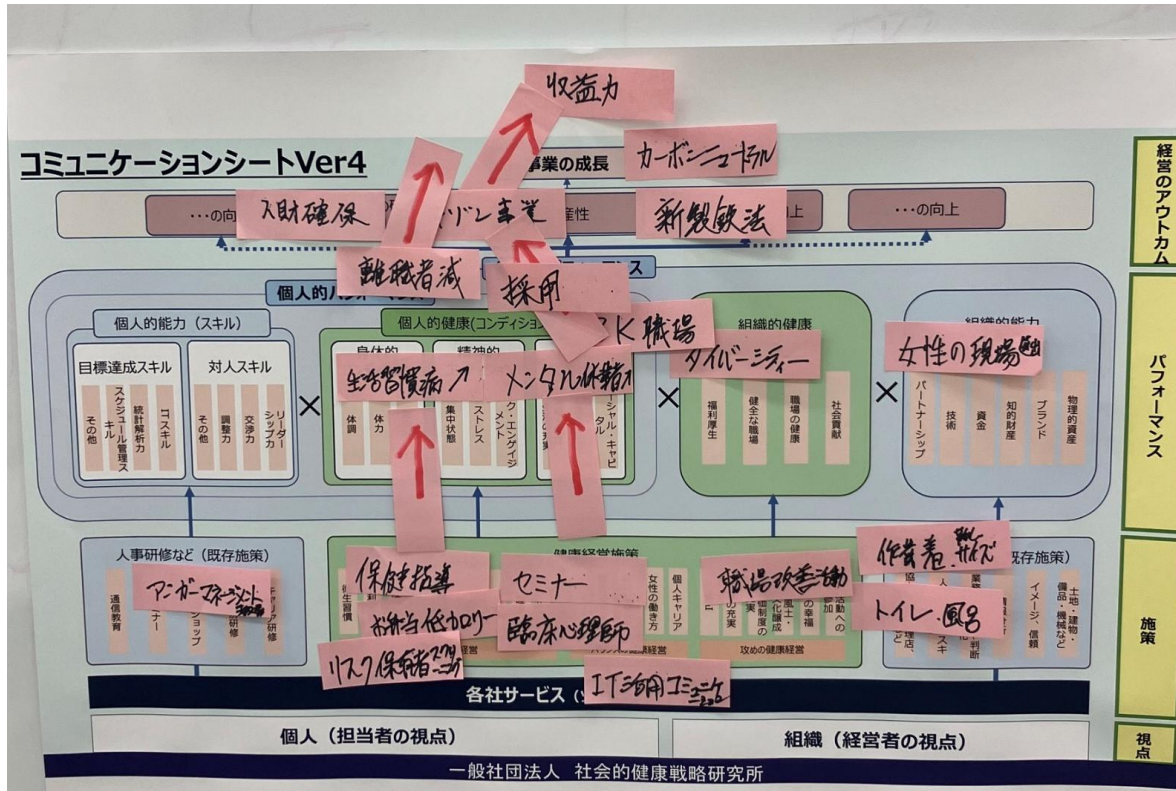 収益力
コミュニケーションシートVer4
事業の成長
カーボンニュートラル
経営のアウトカム
…の向
人財確保
事業
産性
新製鉄法
上
…の向上
離職者減
採用
ンス
個人的パフォーマンス
K職場
個人的能力(スキル)
個人的健康(コンディション
組織的健康
組織的能力
ダイバーシティー
女性の現場
パフォーマンス
目標達成スキル
対人スキル
身体的
精神的
生活習慣病↗
メンタル休業者↗
その他
スケジュール管理スキル
統計解析力
ITスキル
その他
調整力
交渉力
リーダーシップ力
体調
体力
集中状態
ストレス
ク・エンゲイジメント
ーシャル・キャピタル
福利厚生
健全な職場
職場の健康
社会貢献
パートナーシップ
技術
資金
知的財産
ブランド
物理的資産
× × ×
人事研修など(既存施策)
健康経営施策
既存施策)
施策
アンガーマネージメント
通信教育
保健指導
セミナー
職場改善活動
作業着
サイズ
お弁当低カロリー
臨床心理師
トイレ・風呂
女性の働き方
個人キャリア
イメージ、信頼
土地・建物・備品・機械など
リスク保有者
IT活用コミュニケ
攻めの健康経営
各社サービス
個人(担当者の視点)
組織(経営者の視点)
視点
一般社団法人 社会的健康戦略研究所